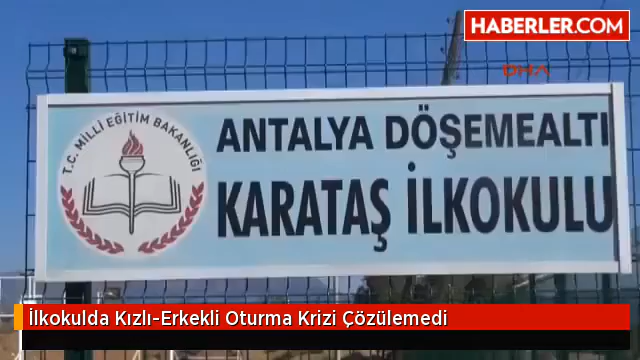 HABERLER.COM
DHA
T.C. MİLLİ EĞİTİM BAKANLIĞI
ANTALYA DÖŞEMEALTI
KARATAŞ İLKOKULU
İlkokulda Kızlı-Erkekli Oturma Krizi Çözülemedi